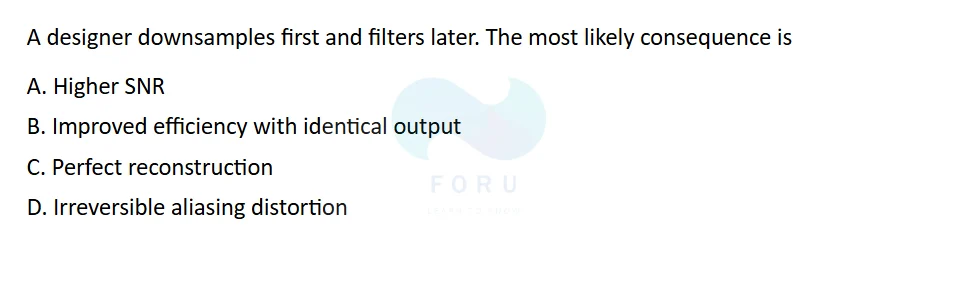 A designer downsamples first and filters later. The most likely consequence is
A. Higher SNR
B. Improved efficiency with identical output
C. Perfect reconstruction
D. Irreversible aliasing distortion
FORU